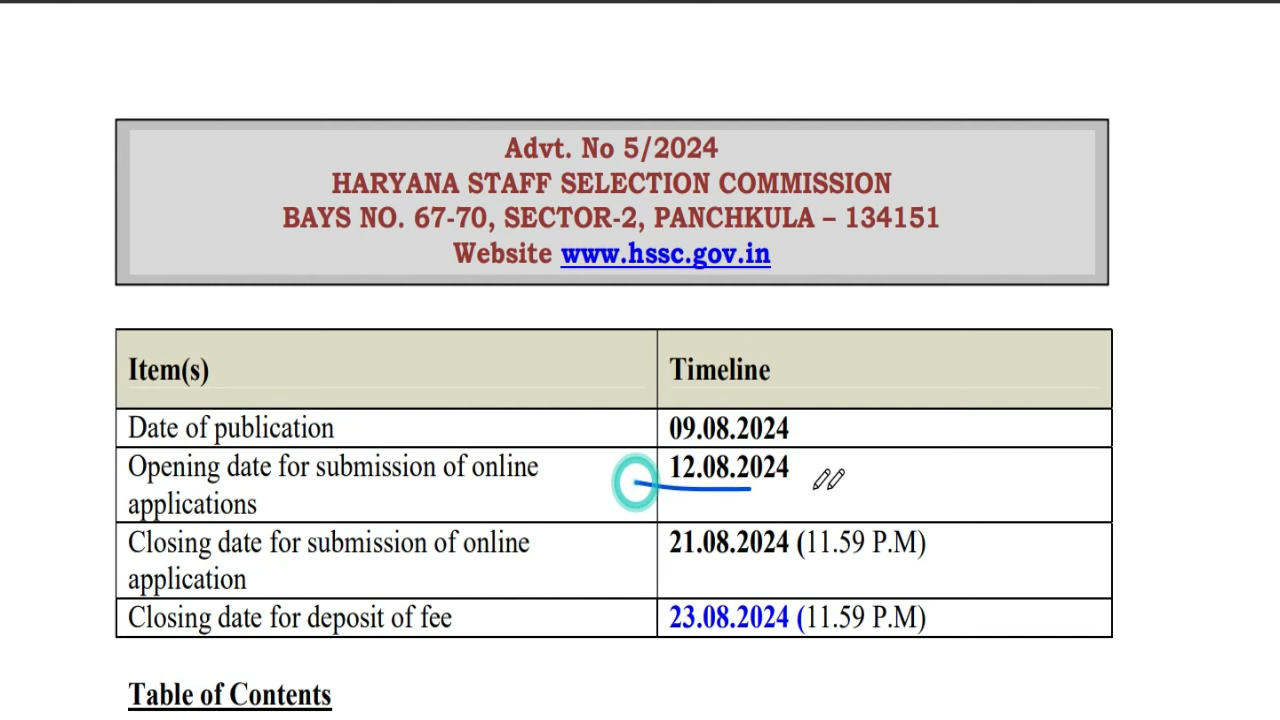 Advt. No 5/2024
HARYANA STAFF SELECTION COMMISSION
BAYS NO. 67-70, SECTOR-2, PANCHKULA – 134151
Website www.hssc.gov.in
Item(s) Timeline
Date of publication 09.08.2024
Opening date for submission of online 12.08.2024
applications
Closing date for submission of online 21.08.2024 (11.59 P.M)
application
Closing date for deposit of fee 23.08.2024 (11.59 P.M)
Table of Contents